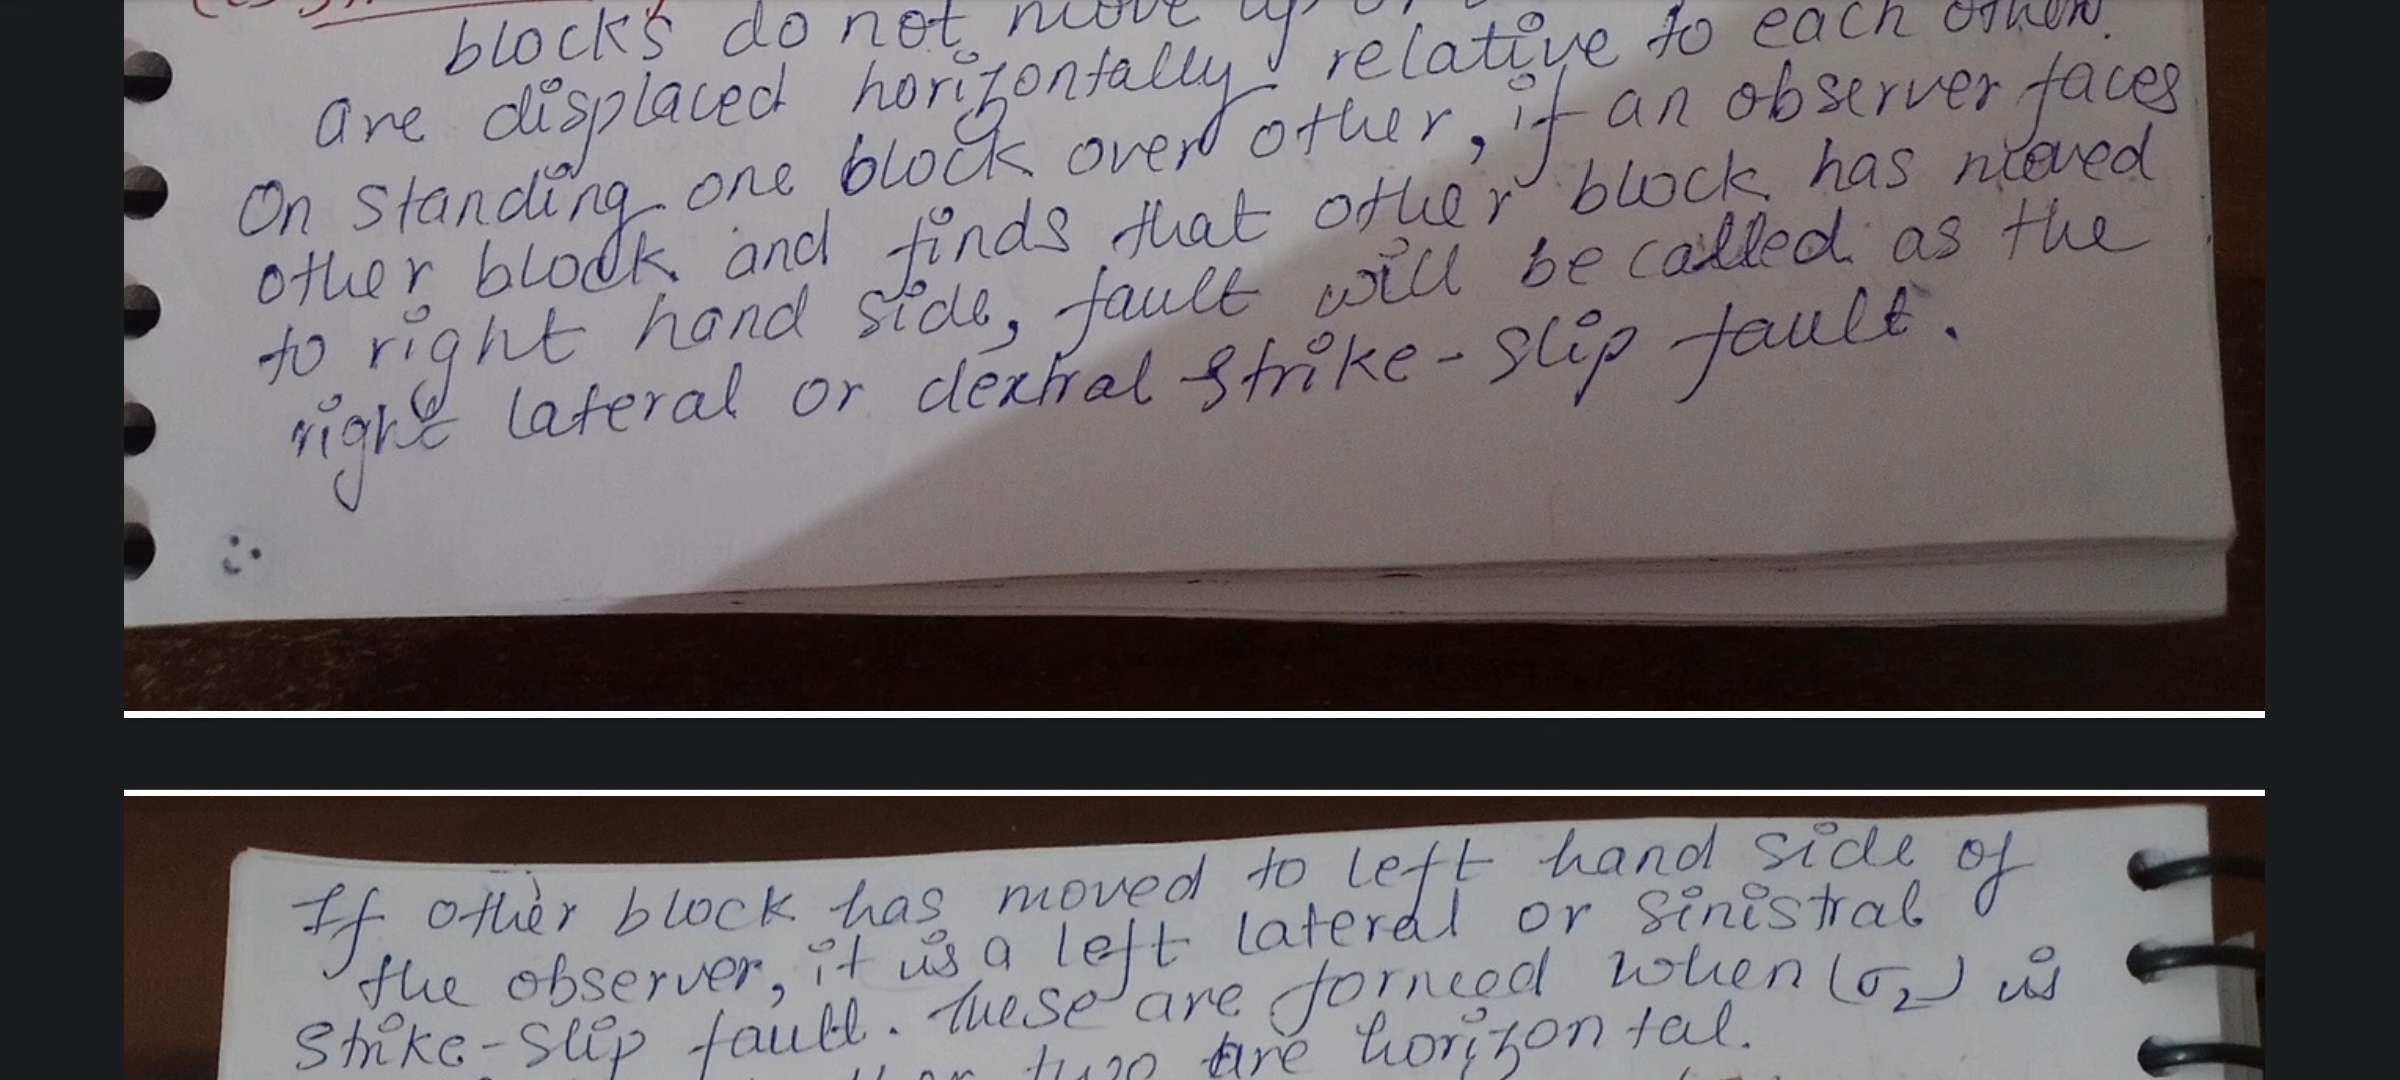 blocks do not move
are displaced horizontally relative to each other.
On standing one block over other, if an observer faces
other block and finds that other block has moved
to right hand side, fault will be called as the
right lateral or dextral strike-slip fault.
If other block has moved to left hand side of
the observer, it is a left lateral or sinistral
strike-slip fault. These are formed when (σ2) is
two are horizontal.